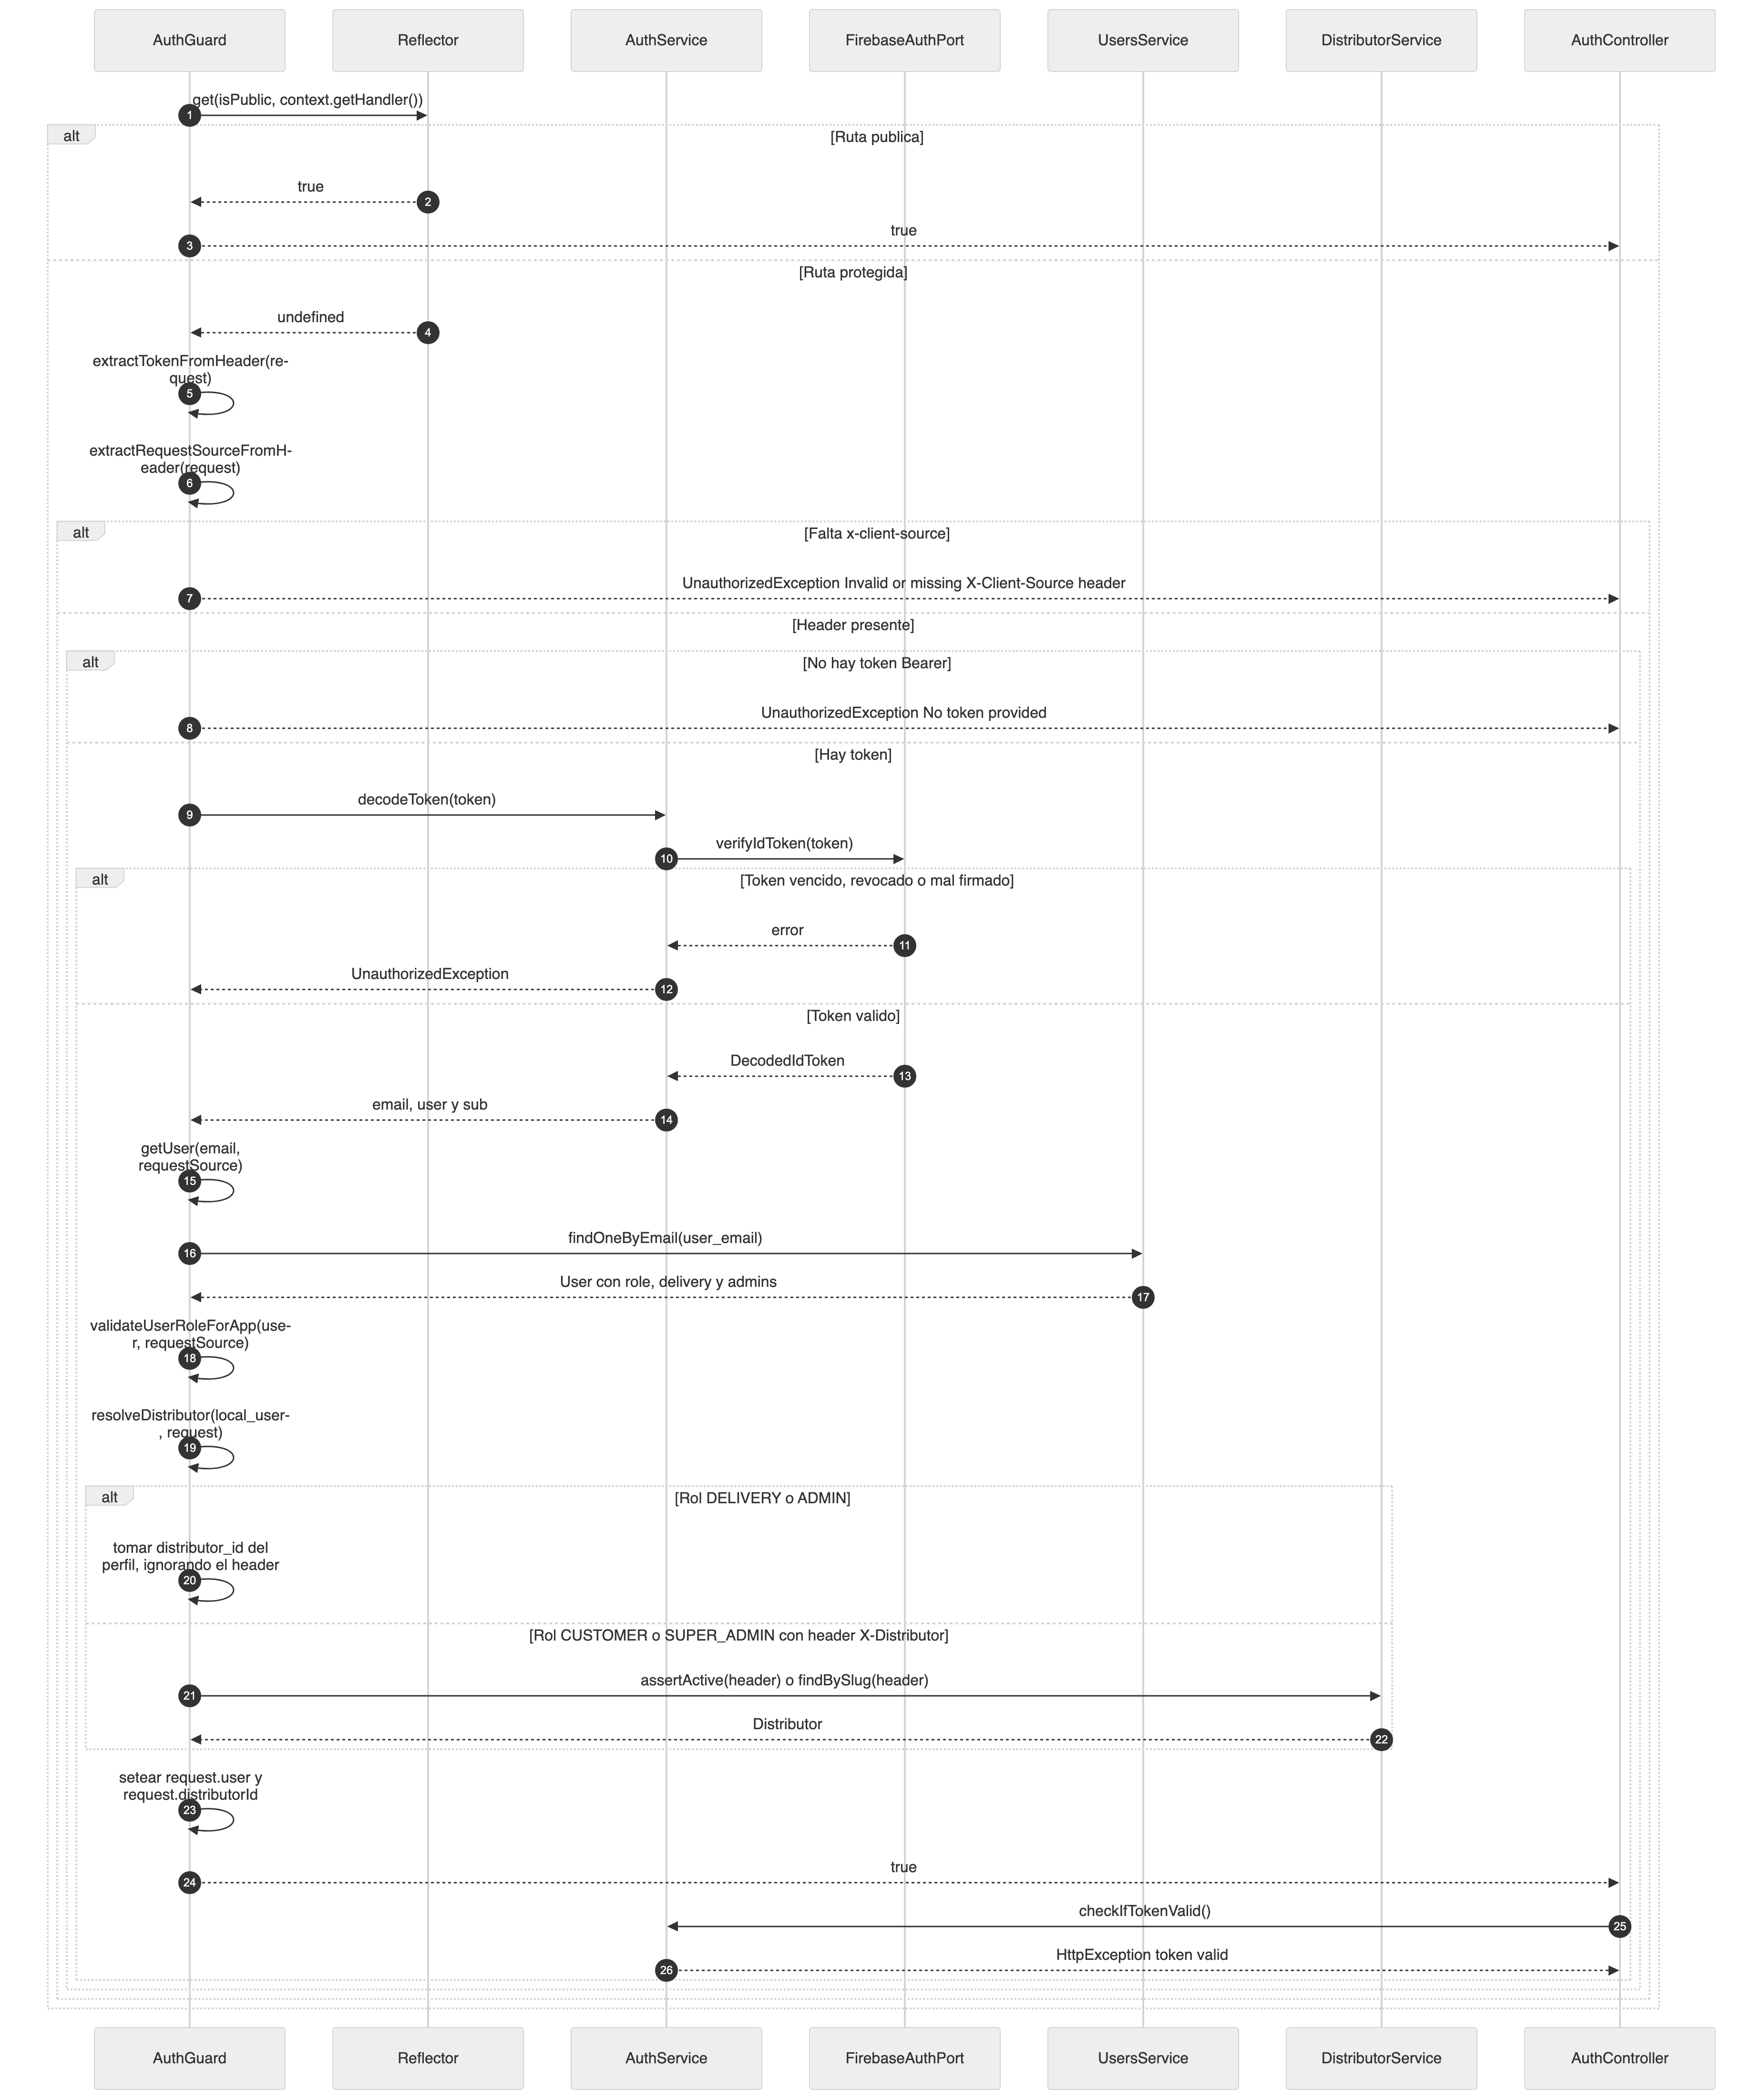 AuthGuard
Reflector
AuthService
FirebaseAuthPort
UsersService
DistributorService
AuthController
get(isPublic, context.getHandler())
1
alt
[Ruta publica]
true
2
3
true
[Ruta protegida]
undefined
4
extractTokenFromHeader(re-
quest)
5
extractRequestSourceFromH-
eader(request)
6
alt
[Falta x-client-source]
UnauthorizedException Invalid or missing X-Client-Source header
7
[Header presente]
alt
[No hay token Bearer]
UnauthorizedException No token provided
8
[Hay token]
decodeToken(token)
9
verifyIdToken(token)
10
alt
[Token vencido, revocado o mal firmado]
error
11
UnauthorizedException
12
[Token valido]
DecodedIdToken
13
email, user y sub
14
getUser(email,
requestSource)
15
findOneByEmail(user_email)
16
User con role, delivery y admins
17
validateUserRoleForApp(use-
r, requestSource)
18
resolveDistributor(local_user-
, request)
19
alt
[Rol DELIVERY o ADMIN]
tomar distributor_id del
perfil, ignorando el header
20
[Rol CUSTOMER o SUPER_ADMIN con header X-Distributor]
assertActive(header) o findBySlug(header)
21
Distributor
22
setear request.user y
request.distributorId
23
true
24
checkIfTokenValid()
25
HttpException token valid
26
AuthGuard
Reflector
AuthService
FirebaseAuthPort
UsersService
DistributorService
AuthController